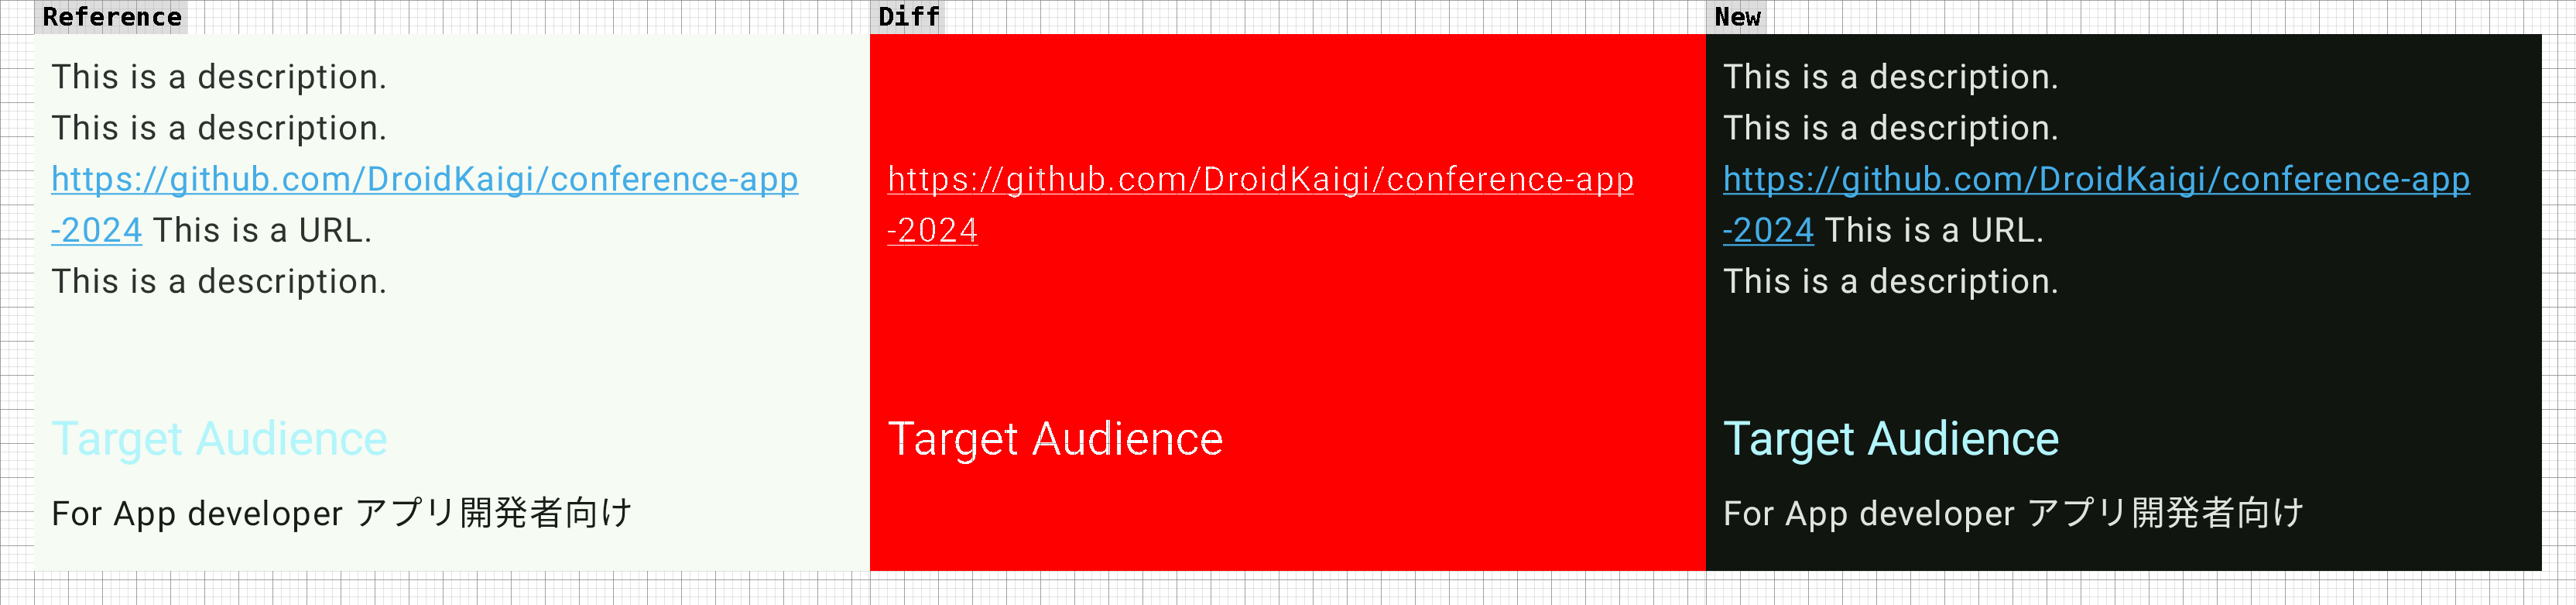 Reference
This is a description.
This is a description.
https://github.com/DroidKaigi/conference-app
-2024 This is a URL.
This is a description.
Target Audience
For App developer アプリ開発者向け
Diff
https://github.com/DroidKaigi/conference-app
-2024
Target Audience
New
This is a description.
This is a description.
https://github.com/DroidKaigi/conference-app
-2024 This is a URL.
This is a description.
Target Audience
For App developer アプリ開発者向け